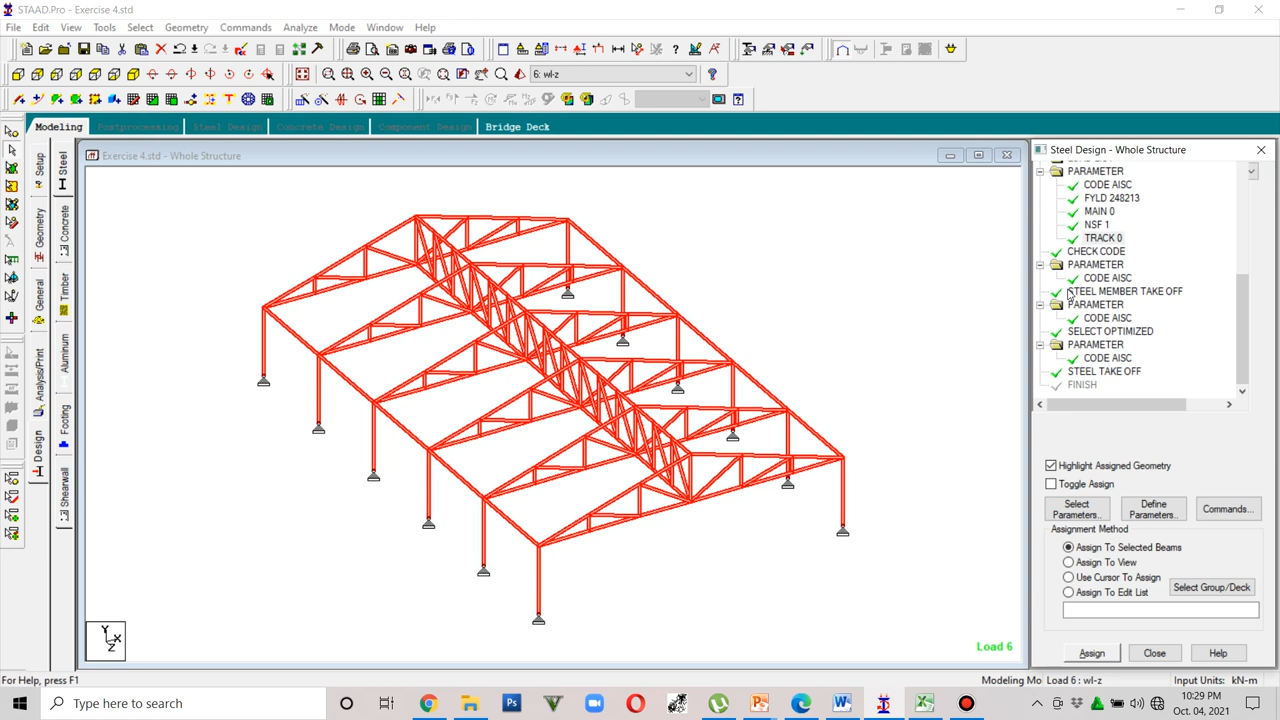 STAAD.Pro - Exercise 4.std
File Edit View Tools Select Geometry Commands Analyze Mode Window Help
6: wl-z
Modeling Postprocessing Steel Design Concrete Design Component Design Bridge Deck
Exercise 4.std - Whole Structure
Setup
Geometry
General
Analysis/Print
Design
Steel
Concrete
Timber
Aluminum
Footing
Shearwall
Load 6
Y
X
Z
Steel Design - Whole Structure
PARAMETER
CODE AISC
FYLD 248213
MAIN 0
NSF 1
TRACK 0
CHECK CODE
PARAMETER
CODE AISC
STEEL MEMBER TAKE OFF
PARAMETER
CODE AISC
SELECT OPTIMIZED
PARAMETER
CODE AISC
STEEL TAKE OFF
FINISH
Highlight Assigned Geometry
Toggle Assign
Select Parameters..
Define Parameters..
Commands...
Assignment Method
Assign To Selected Beams
Assign To View
Use Cursor To Assign
Assign To Edit List
Select Group/Deck
Assign Close Help
For Help, press F1
Modeling Mo Load 6 : wl-z Input Units: kN-m
Type here to search
10:29 PM
Oct. 04, 2021